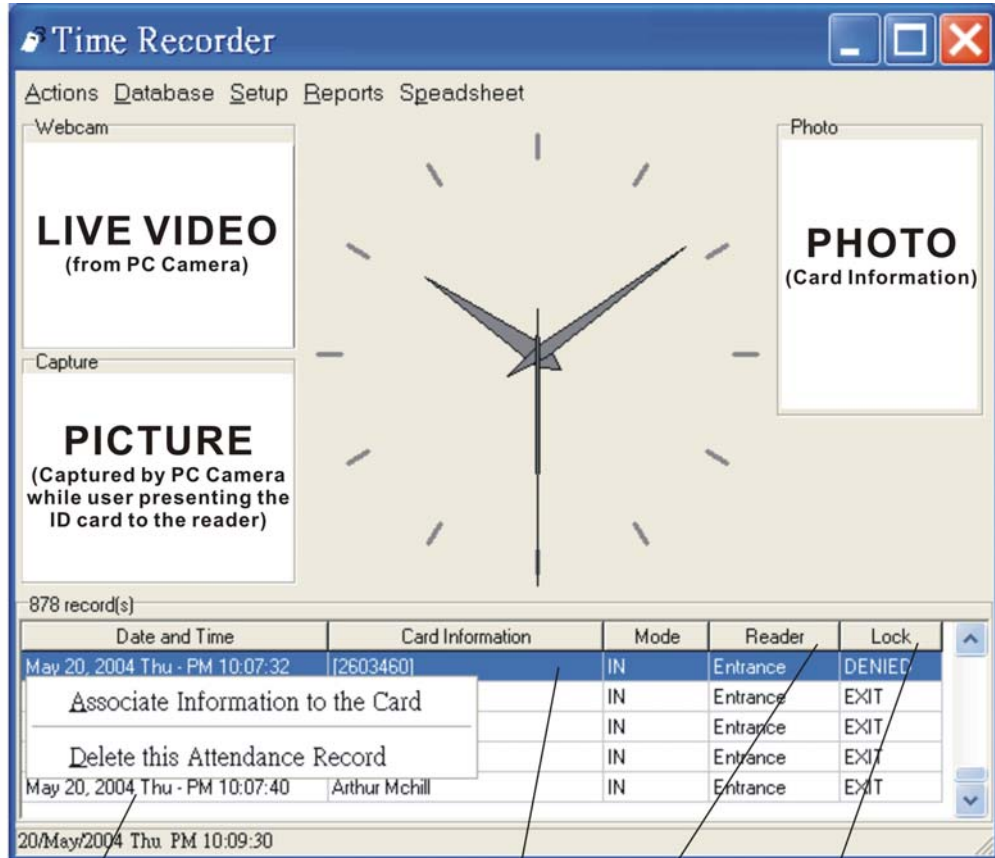 Time Recorder
Actions Database Setup Reports Speadsheet
Webcam
LIVE VIDEO
(from PC Camera)
Photo
PHOTO
(Card Information)
Capture
PICTURE
(Captured by PC Camera
while user presenting the
ID card to the reader)
878 record(s)
Date and Time Card Information Mode Reader Lock
May 20, 2004 Thu - PM 10:07:32 [2603460] IN Entrance DENIED
Associate Information to the Card IN Entrance EXIT
IN Entrance EXIT
Delete this Attendance Record IN Entrance EXIT
May 20, 2004 Thu - PM 10:07:40 Arthur Mchill IN Entrance EXIT
20/May/2004 Thu PM 10:09:30